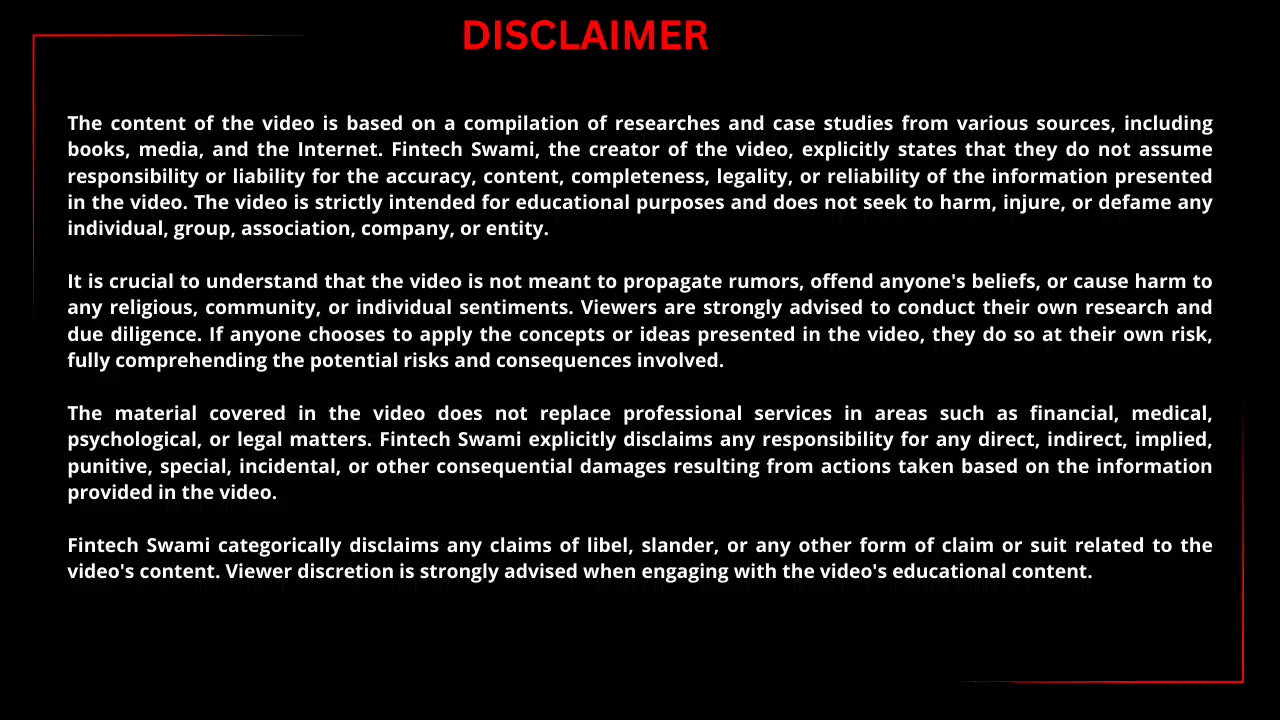 DISCLAIMER
The content of the video is based on a compilation of researches and case studies from various sources, including
books, media, and the Internet. Fintech Swami, the creator of the video, explicitly states that they do not assume
responsibility or liability for the accuracy, content, completeness, legality, or reliability of the information presented
in the video. The video is strictly intended for educational purposes and does not seek to harm, injure, or defame any
individual, group, association, company, or entity.
It is crucial to understand that the video is not meant to propagate rumors, offend anyone's beliefs, or cause harm to
any religious, community, or individual sentiments. Viewers are strongly advised to conduct their own research and
due diligence. If anyone chooses to apply the concepts or ideas presented in the video, they do so at their own risk,
fully comprehending the potential risks and consequences involved.
The material covered in the video does not replace professional services in areas such as financial, medical,
psychological, or legal matters. Fintech Swami explicitly disclaims any responsibility for any direct, indirect, implied,
punitive, special, incidental, or other consequential damages resulting from actions taken based on the information
provided in the video.
Fintech Swami categorically disclaims any claims of libel, slander, or any other form of claim or suit related to the
video's content. Viewer discretion is strongly advised when engaging with the video's educational content.